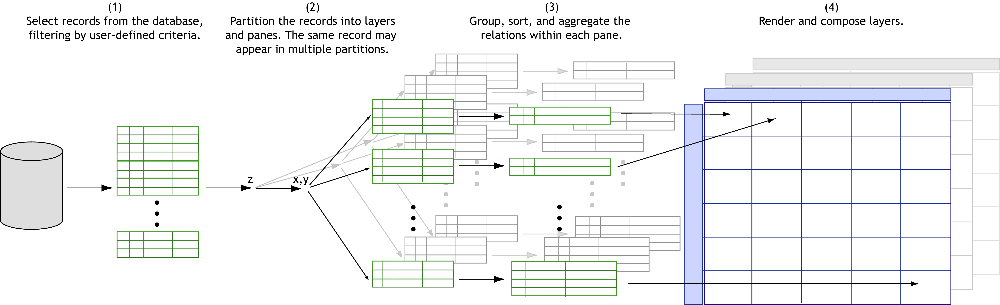 (1)
Select records from the database,
filtering by user-defined criteria.
(2)
Partition the records into layers
and panes. The same record may
appear in multiple partitions.
(3)
Group, sort, and aggregate the
relations within each pane.
(4)
Render and compose layers.
z
x,y